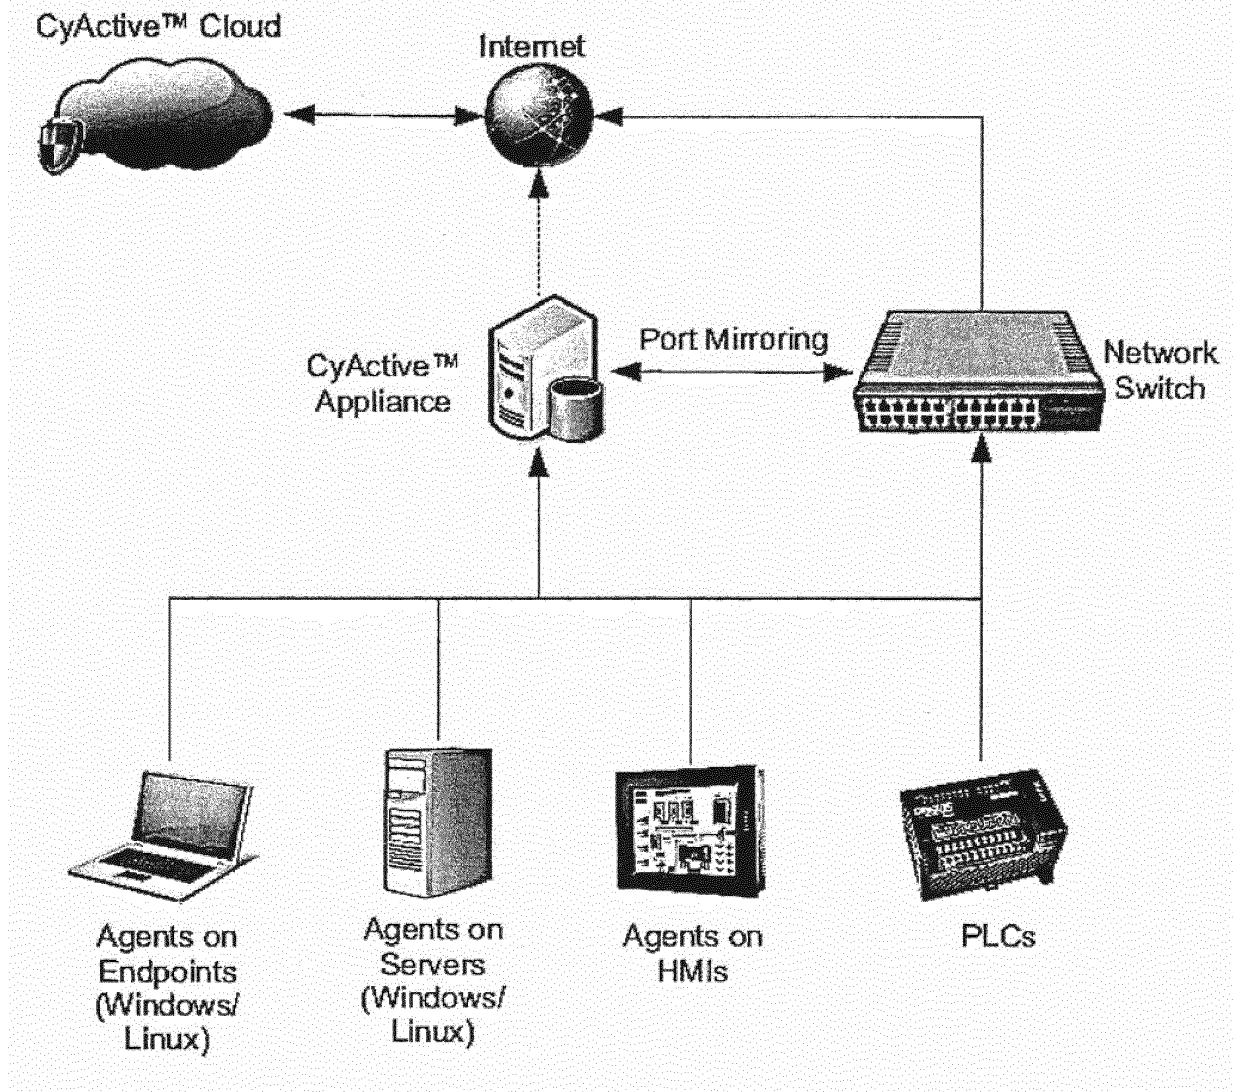 CyActive™ Cloud
Internet
Port Mirroring
CyActive™
Appliance
Network
Switch
Agents on
Endpoints
(Windows/
Linux)
Agents on
Servers
(Windows/
Linux)
Agents on
HMIs
PLCs